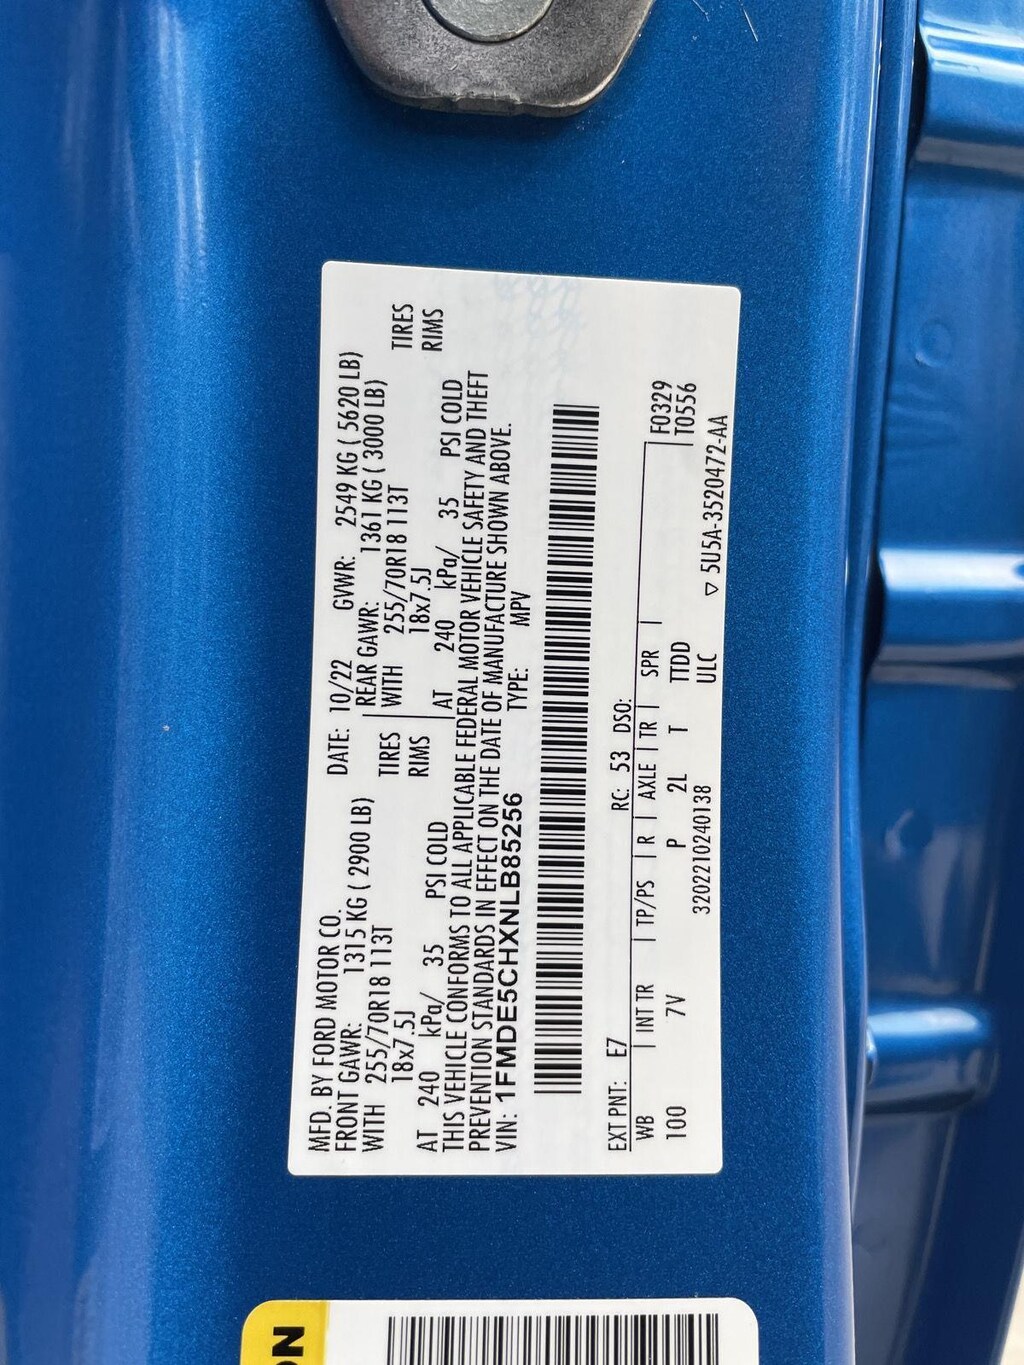 MFD. BY FORD MOTOR CO. DATE: 10/22 GVWR: 2549 KG ( 5620 LB)
FRONT GAWR: 1315 KG ( 2900 LB) REAR GAWR: 1361 KG ( 3000 LB)
WITH 255/70R18 113T TIRES WITH 255/70R18 113T TIRES
18x7.5J RIMS 18x7.5J RIMS
AT 240 kPa/ 35 PSI COLD AT 240 kPa/ 35 PSI COLD
THIS VEHICLE CONFORMS TO ALL APPLICABLE FEDERAL MOTOR VEHICLE SAFETY AND THEFT
PREVENTION STANDARDS IN EFFECT ON THE DATE OF MANUFACTURE SHOWN ABOVE.
VIN: 1FMDE5CHXNLB85256 TYPE: MPV
EXT PNT: E7 RC: 53 DSO: F0329
WB | INT TR | TP/PS | R | AXLE | TR | SPR | T0556
100 7V P 2L T TTDD
3202210240138 ULC
▽ 5U5A-3520472-AA
ON